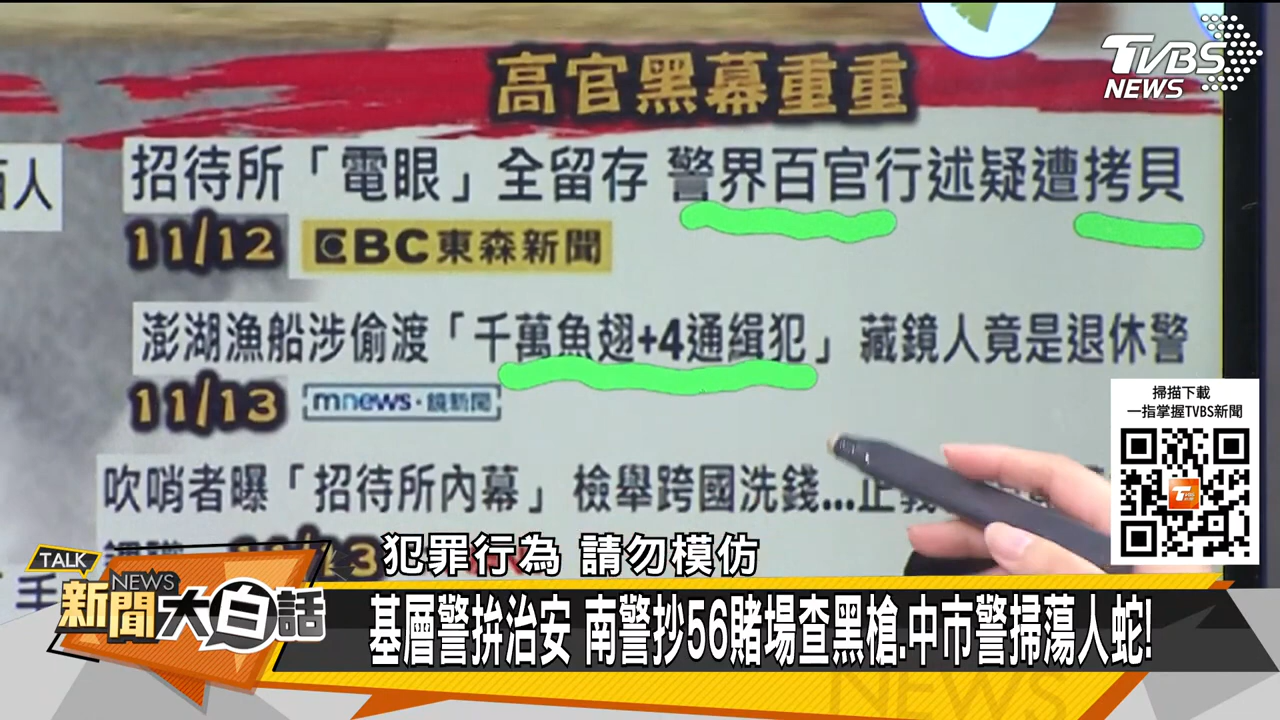 高官黑幕重重
TVBS
NEWS
招待所「電眼」全留存 警界百官行述疑遭拷貝
11/12 EBC東森新聞
澎湖漁船涉偷渡「千萬魚翅+4通緝犯」 藏鏡人竟是退休警
11/13 mnews·鏡新聞
掃描下載
一指掌握TVBS新聞
吹哨者曝「招待所內幕」 檢舉跨國洗錢...正義
犯罪行為 請勿模仿
TALK
NEWS
新聞大白話
基層警拚治安 南警抄56賭場查黑槍.中市警掃蕩人蛇!
NEWS